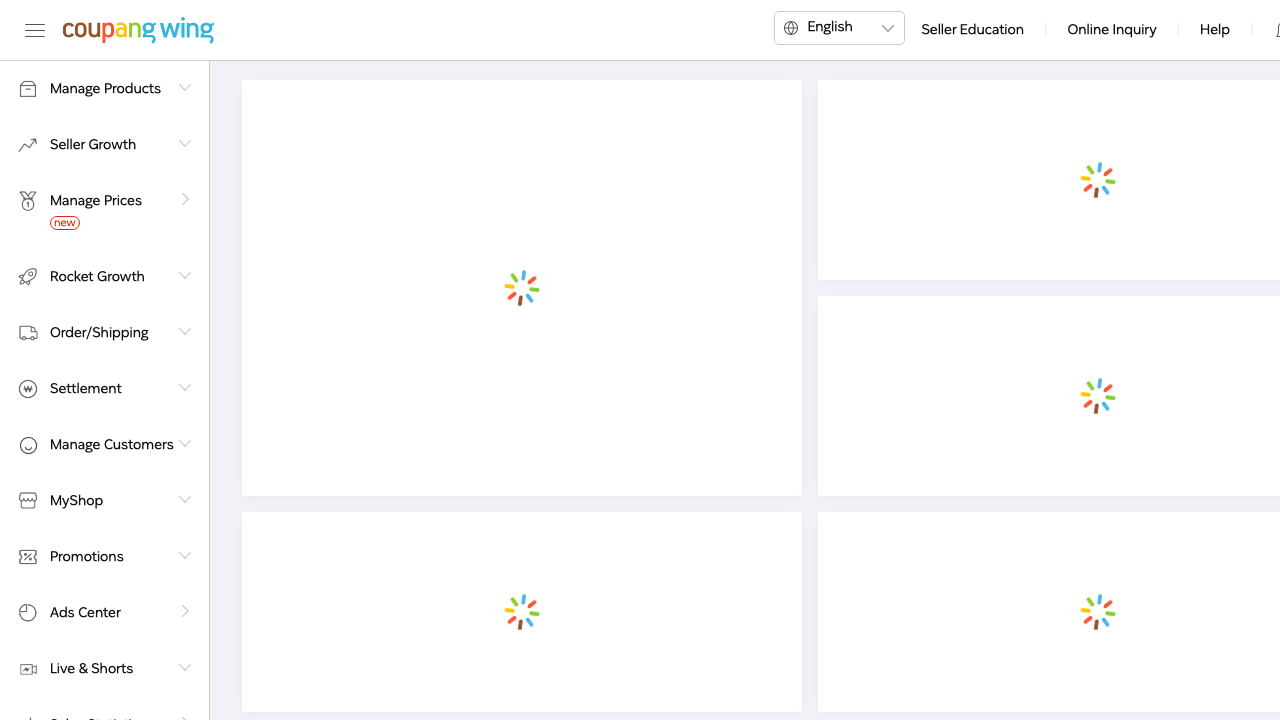 coupang wing
English
Seller Education
Online Inquiry
Help
Manage Products
Seller Growth
Manage Prices
new
Rocket Growth
Order/Shipping
Settlement
Manage Customers
MyShop
Promotions
Ads Center
Live & Shorts